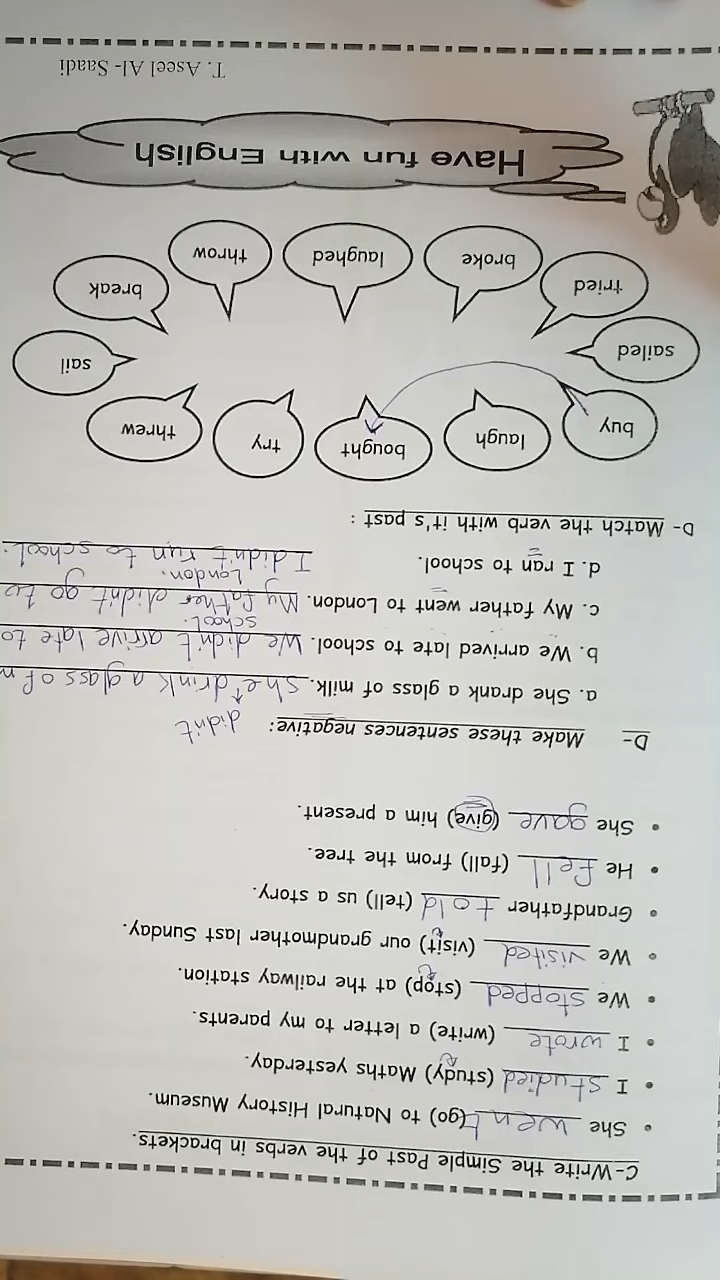 C-Write the Simple Past of the verbs in brackets.
• She went (go) to Natural History Museum.
• I studied (study) Maths yesterday.
• I wrote (write) a letter to my parents.
• We stopped (stop) at the railway station.
• We visited (visit) our grandmother last Sunday.
• Grandfather told (tell) us a story.
• He fell (fall) from the tree.
• She gave (give) him a present.
D- Make these sentences negative: didn't
a. She drank a glass of milk. She drink a glass of m
b. We arrived late to school. We didn't arrive late to
school.
c. My father went to London. My father didn't go to
London.
d. I ran to school. I didn't run to school.
D- Match the verb with it's past :
buy laugh bought try threw
sailed sail
tried broke laughed throw break
Have fun with English
T. Aseel Al- Saadi